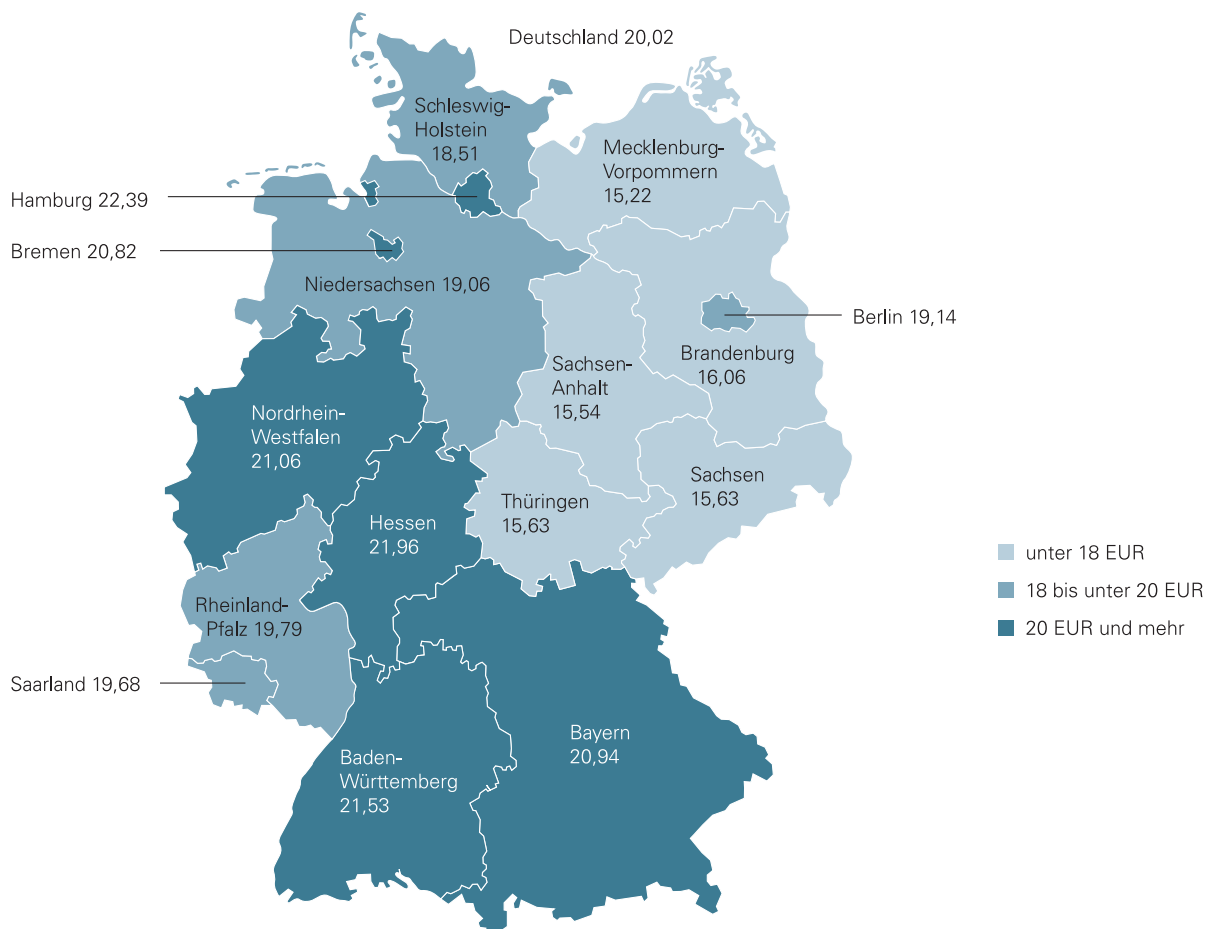 Deutschland 20,02
Schleswig-
Holstein
18,51
Mecklenburg-
Vorpommern
15,22
Hamburg 22,39
Bremen 20,82
Niedersachsen 19,06
Berlin 19,14
Brandenburg
16,06
Sachsen-
Anhalt
15,54
Nordrhein-
Westfalen
21,06
Sachsen
15,63
Thüringen
15,63
Hessen
21,96
unter 18 EUR
18 bis unter 20 EUR
20 EUR und mehr
Rheinland-
Pfalz 19,79
Saarland 19,68
Bayern
20,94
Baden-
Württemberg
21,53